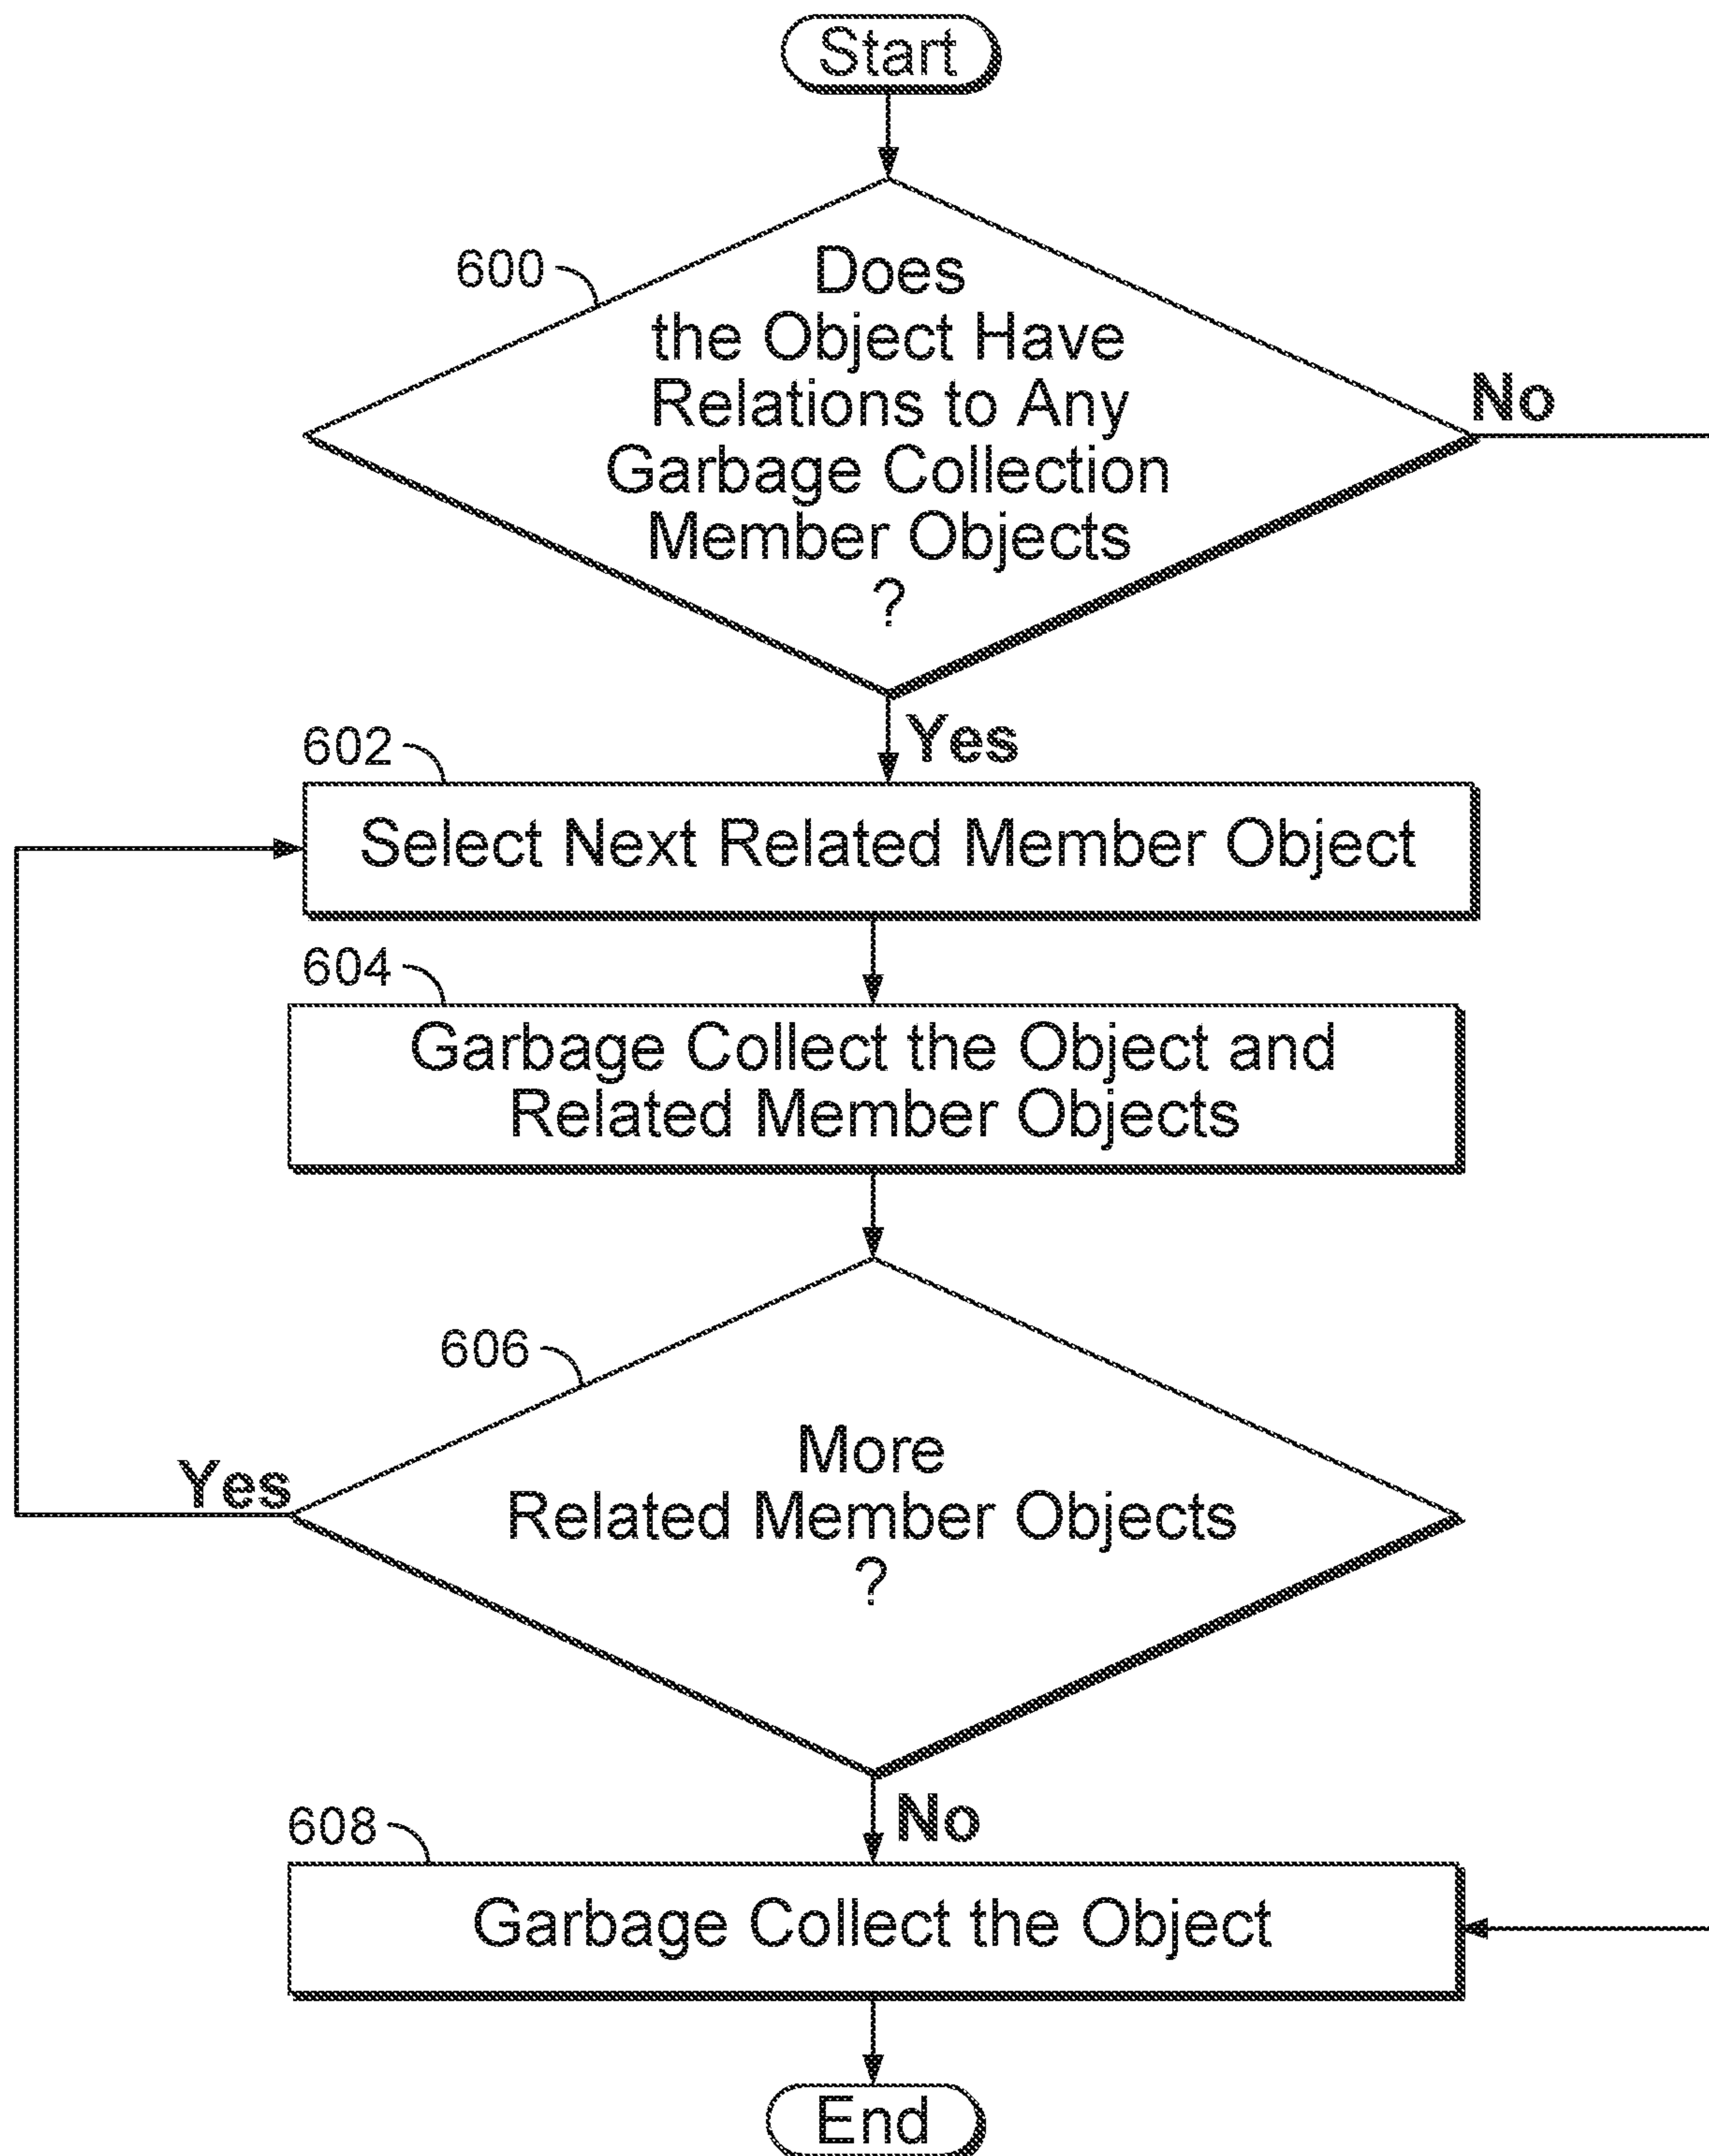 Start
600
Does
the Object Have
Relations to Any
Garbage Collection
Member Objects
?
No
Yes
602
Select Next Related Member Object
604
Garbage Collect the Object and
Related Member Objects
606
More
Related Member Objects
?
Yes
No
608
Garbage Collect the Object
End